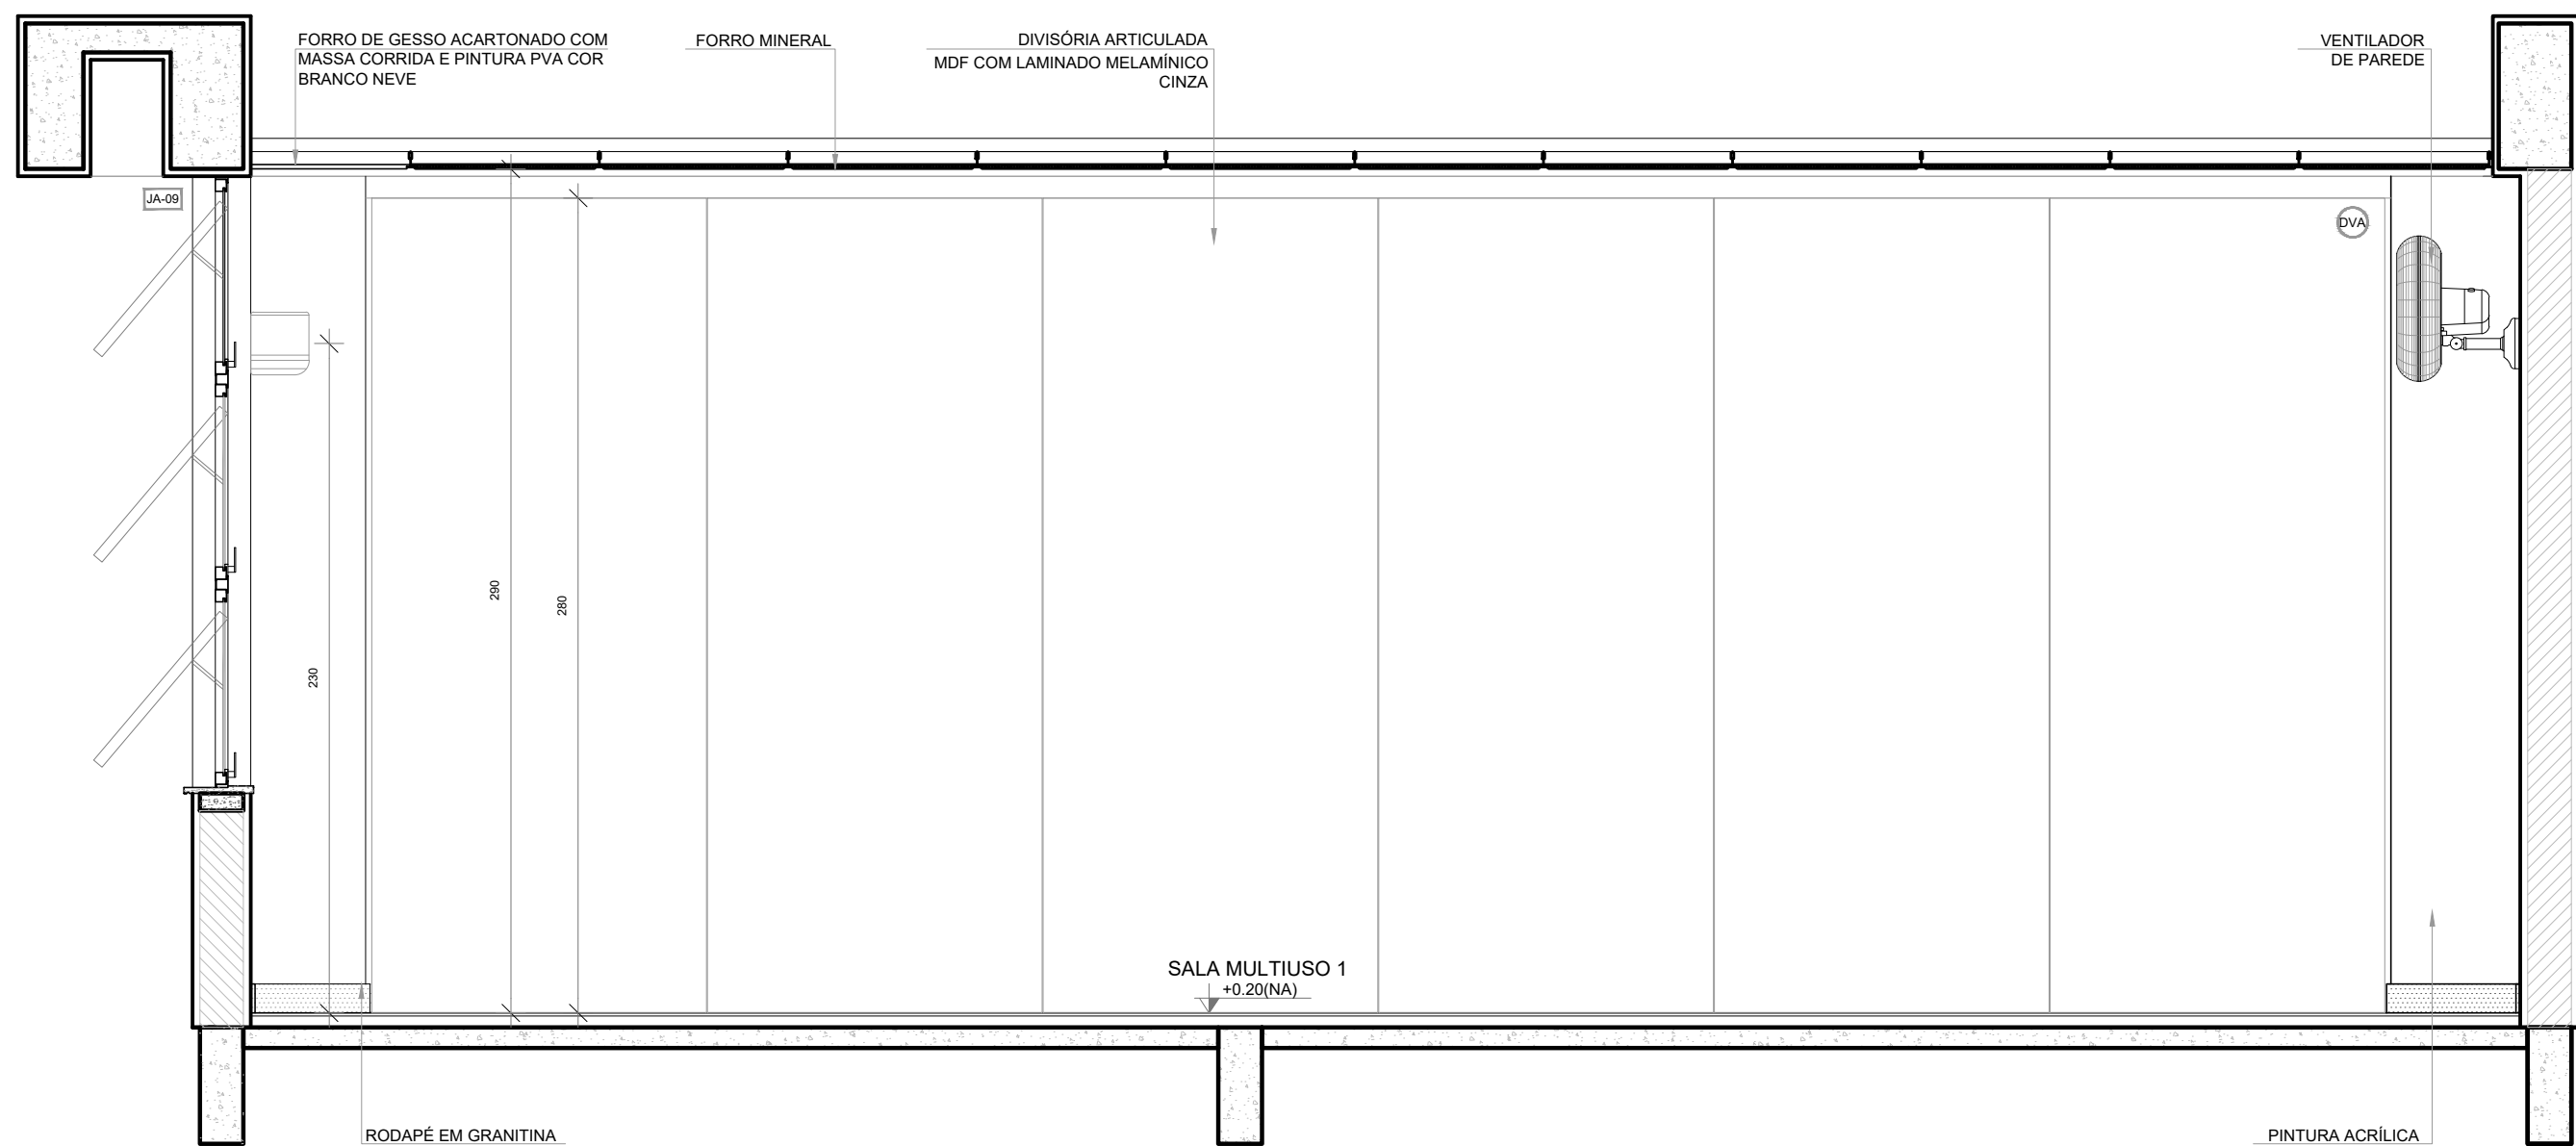 FORRO DE GESSO ACARTONADO COM
MASSA CORRIDA E PINTURA PVA COR
BRANCO NEVE
FORRO MINERAL
DIVISÓRIA ARTICULADA
MDF COM LAMINADO MELAMÍNICO
CINZA
VENTILADOR
DE PAREDE
JA-09
DVA
290
280
230
SALA MULTIUSO 1
+0.20(NA)
RODAPÉ EM GRANITINA
PINTURA ACRÍLICA